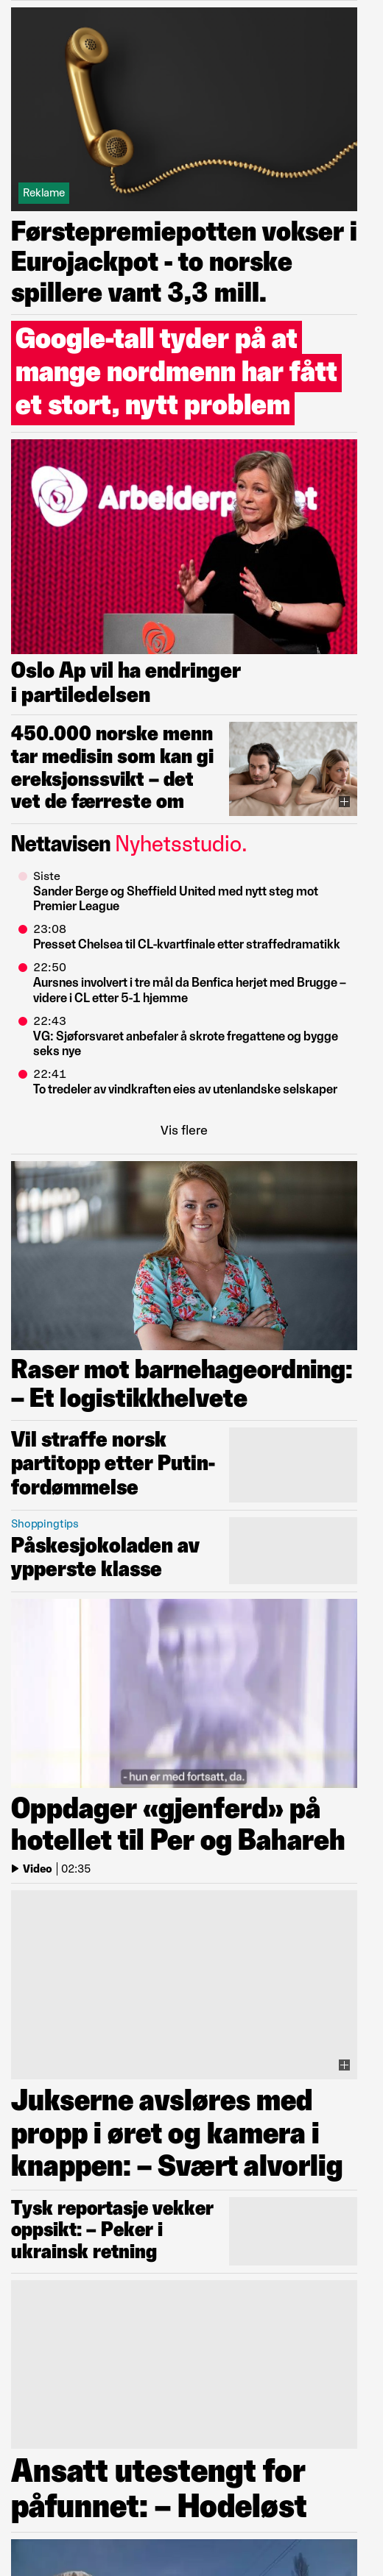 Reklame
Førstepremiepotten vokser i
Eurojackpot - to norske
spillere vant 3,3 mill.
Google-tall tyder på at
mange nordmenn har fått
et stort, nytt problem
Arbeiderp et
Oslo Ap vil ha endringer
i partiledelsen
450.000 norske menn
tar medisin som kan gi
ereksjonssvikt – det
vet de færreste om
Nettavisen Nyhetsstudio.
Siste
Sander Berge og Sheffield United med nytt steg mot
Premier League
23:08
Presset Chelsea til CL-kvartfinale etter straffedramatikk
22:50
Aursnes involvert i tre mål da Benfica herjet med Brugge –
videre i CL etter 5-1 hjemme
22:43
VG: Sjøforsvaret anbefaler å skrote fregattene og bygge
seks nye
22:41
To tredeler av vindkraften eies av utenlandske selskaper
Vis flere
Raser mot barnehageordning:
– Et logistikkhelvete
Vil straffe norsk
partitopp etter Putin-
fordømmelse
Shoppingtips
Påskesjokoladen av
ypperste klasse
- hun er med fortsatt, da.
Oppdager «gjenferd» på
hotellet til Per og Bahareh
Video | 02:35
Jukserne avsløres med
propp i øret og kamera i
knappen: – Svært alvorlig
Tysk reportasje vekker
oppsikt: – Peker i
ukrainsk retning
Ansatt utestengt for
påfunnet: – Hodeløst